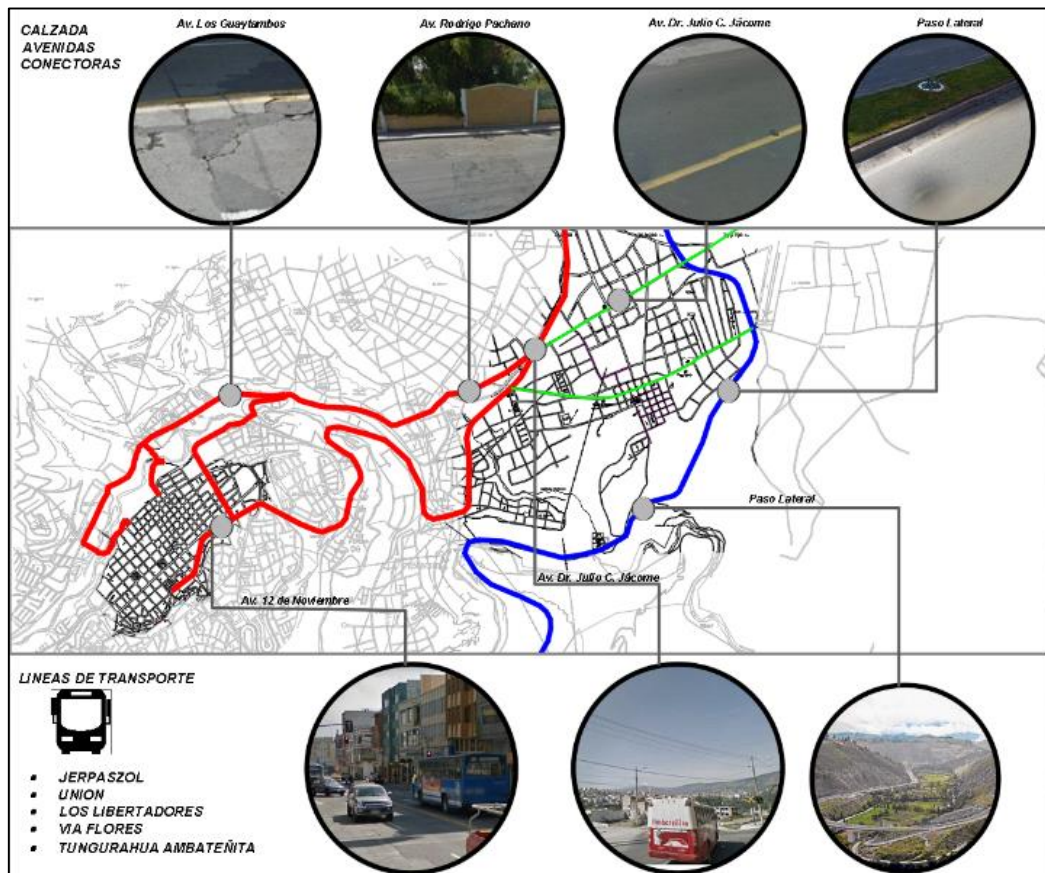 CALZADA
AVENIDAS
CONECTORAS
Av. Los Guaytambos
Av. Rodrigo Pachano
Av. Dr. Julio C. Jácome
Paso Lateral
Paso Lateral
Av. Dr. Julio C. Jácome
Av. 12 de Noviembre
LINEAS DE TRANSPORTE
JERPASZOL
UNION
LOS LIBERTADORES
VIA FLORES
TUNGURAHUA AMBATEÑITA